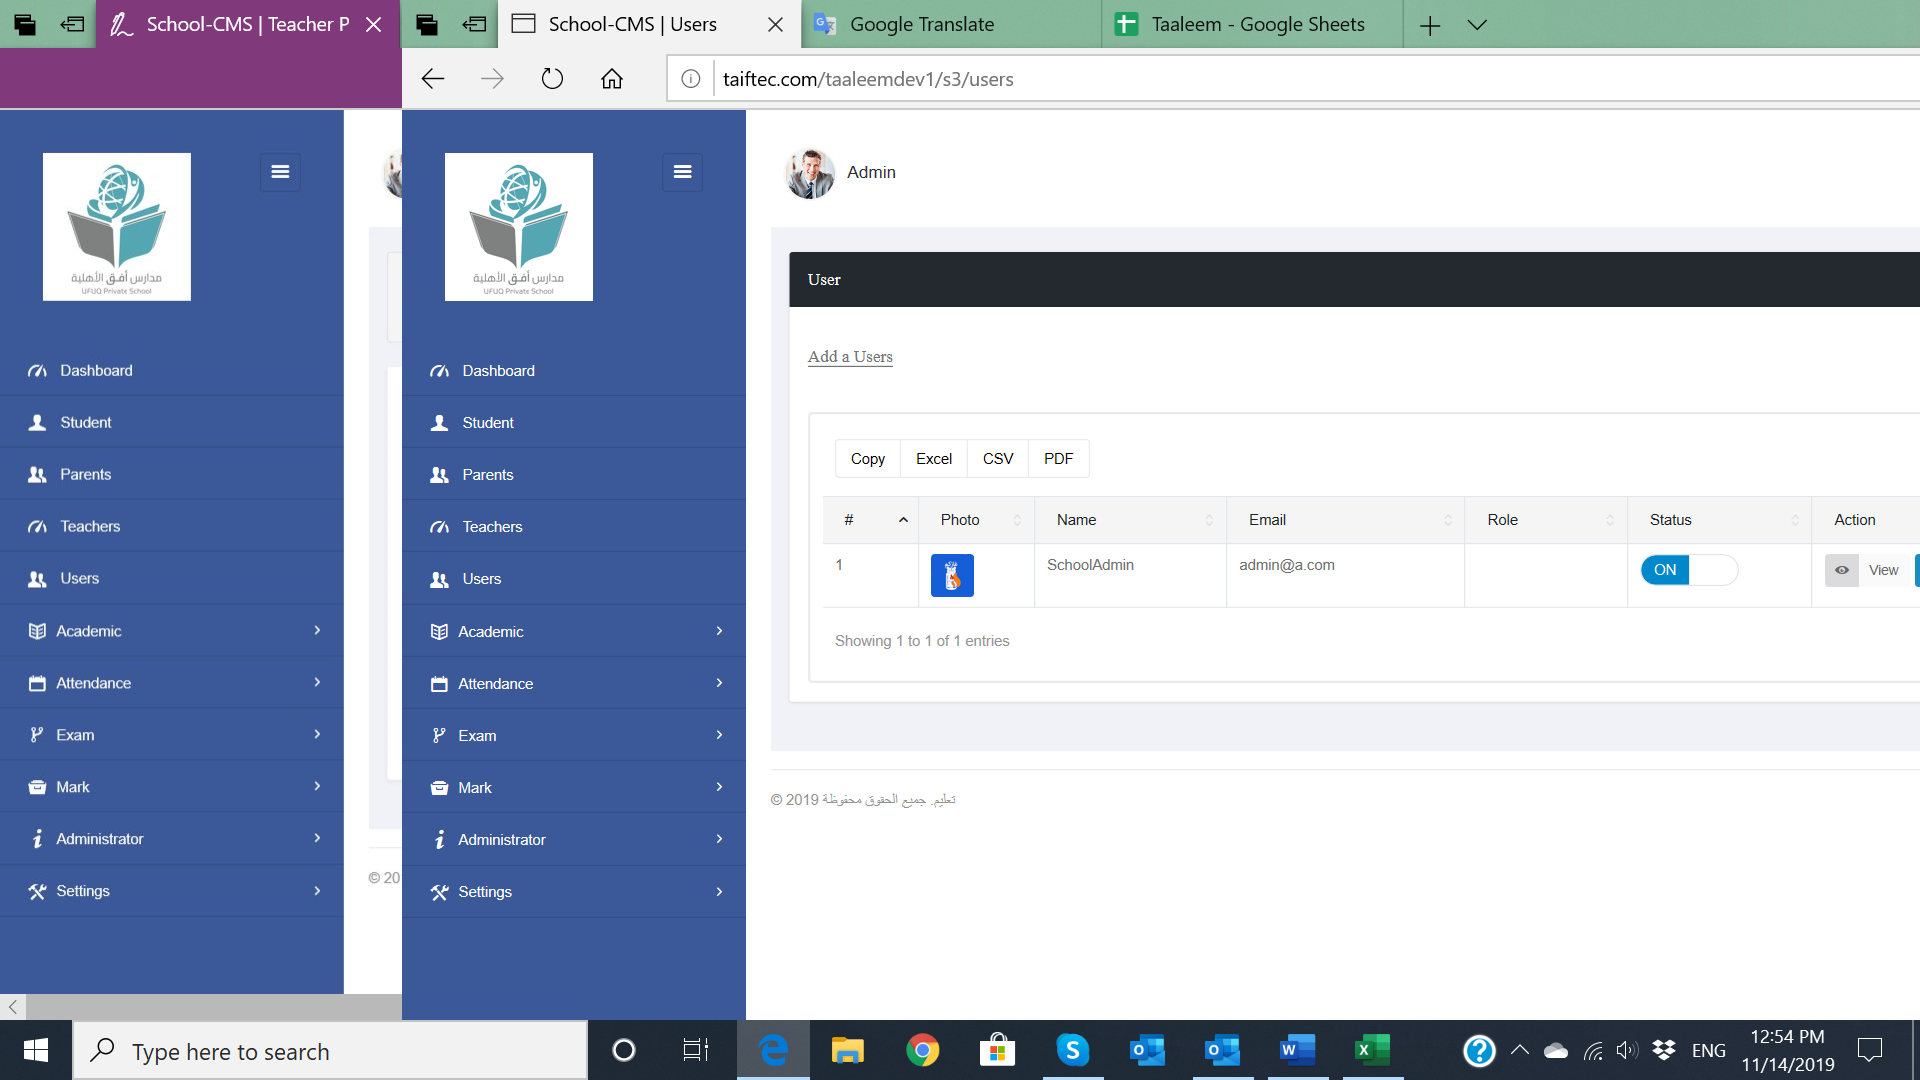 School-CMS | Teacher P
School-CMS | Users
Google Translate
Taaleem - Google Sheets
taiftec.com/taaleemdev1/s3/users
مدارس أفق الأهلية
UFUQ Private School
Dashboard
Student
Parents
Teachers
Users
Academic
Attendance
Exam
Mark
Administrator
Settings
© 20
مدارس أفق الأهلية
UFUQ Private School
Dashboard
Student
Parents
Teachers
Users
Academic
Attendance
Exam
Mark
Administrator
Settings
Admin
User
Add a Users
Copy Excel CSV PDF
# Photo Name Email Role Status Action
1 SchoolAdmin admin@a.com ON View
Showing 1 to 1 of 1 entries
© 2019 تعليم. جميع الحقوق محفوظة
Type here to search
ENG
12:54 PM
11/14/2019